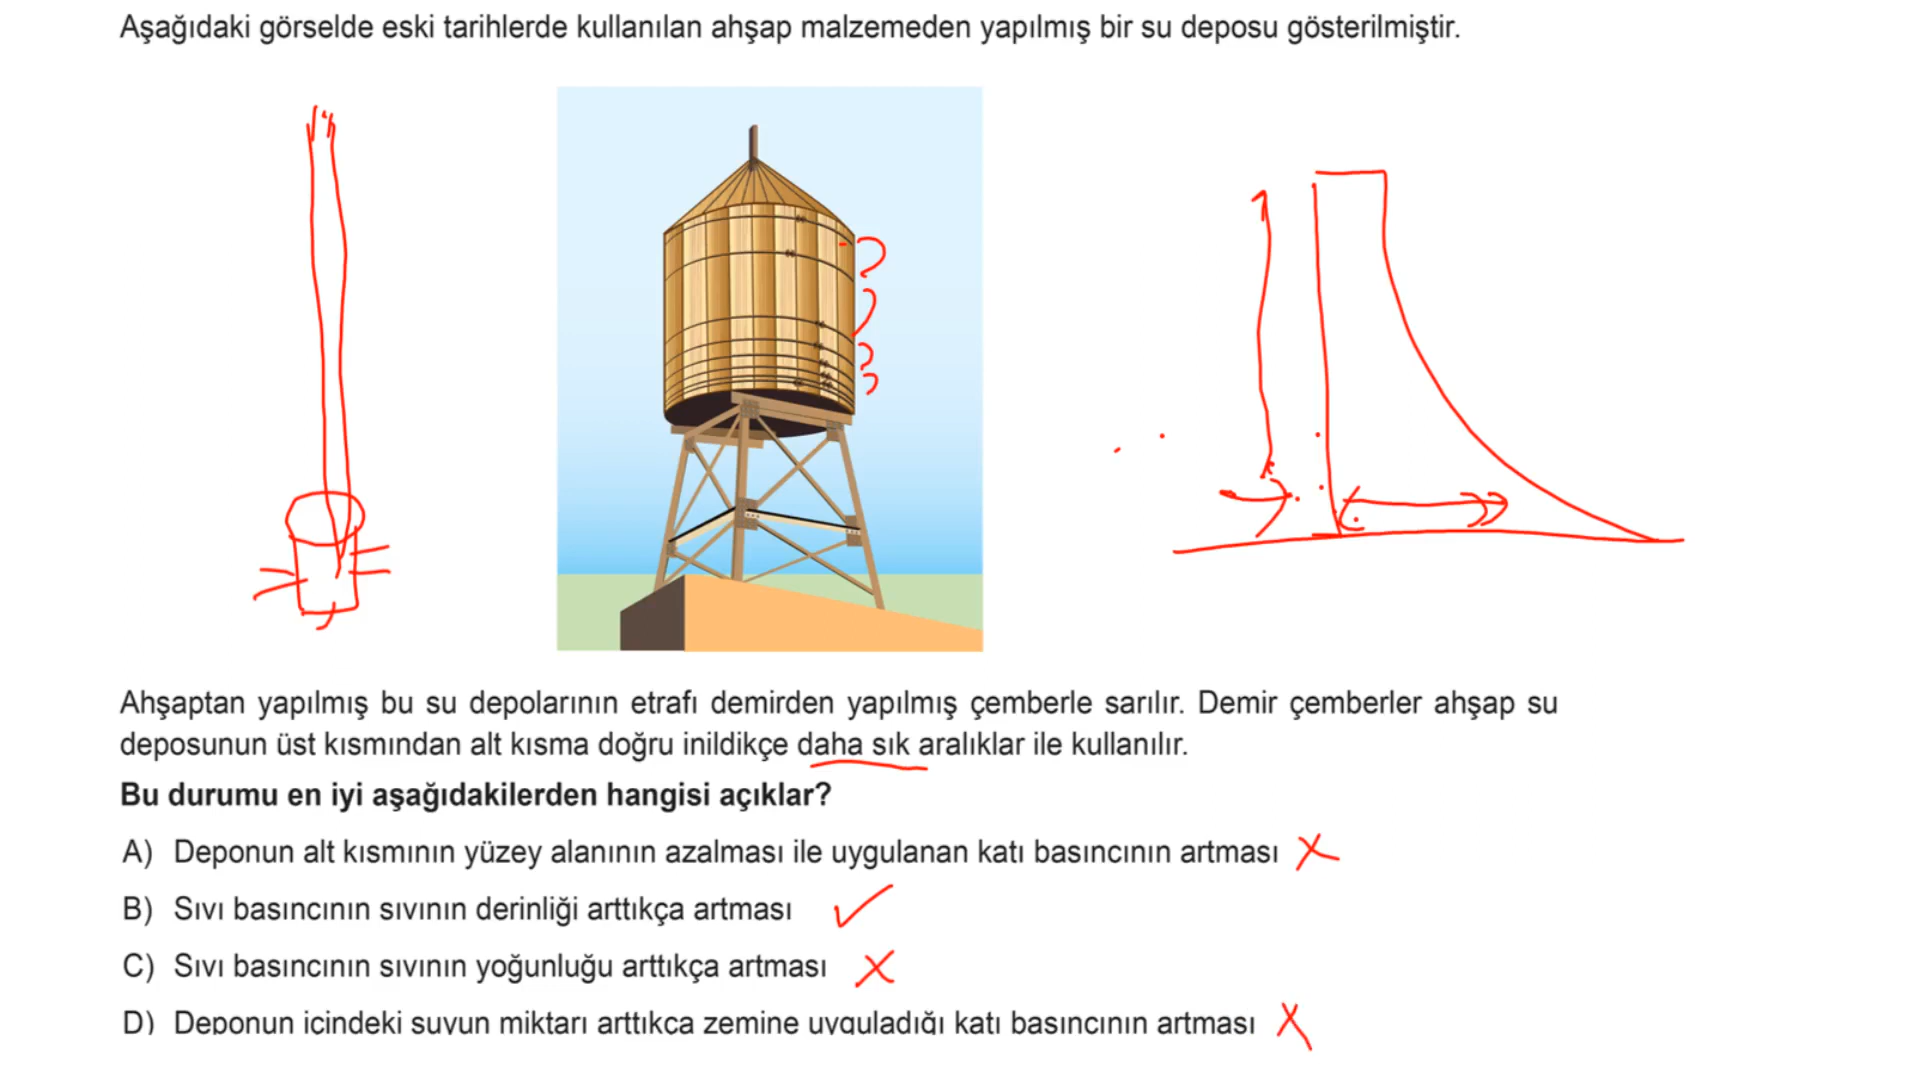 Aşağıdaki görselde eski tarihlerde kullanılan ahşap malzemeden yapılmış bir su deposu gösterilmiştir.
Ahşaptan yapılmış bu su depolarının etrafı demirden yapılmış çemberle sarılır. Demir çemberler ahşap su
deposunun üst kısmından alt kısma doğru inildikçe daha sık aralıklar ile kullanılır.
Bu durumu en iyi aşağıdakilerden hangisi açıklar?
A) Deponun alt kısmının yüzey alanının azalması ile uygulanan katı basıncının artması
B) Sıvı basıncının sıvının derinliği arttıkça artması
C) Sıvı basıncının sıvının yoğunluğu arttıkça artması
D) Deponun içindeki suyun miktarı arttıkça zemine uyguladığı katı basıncının artması